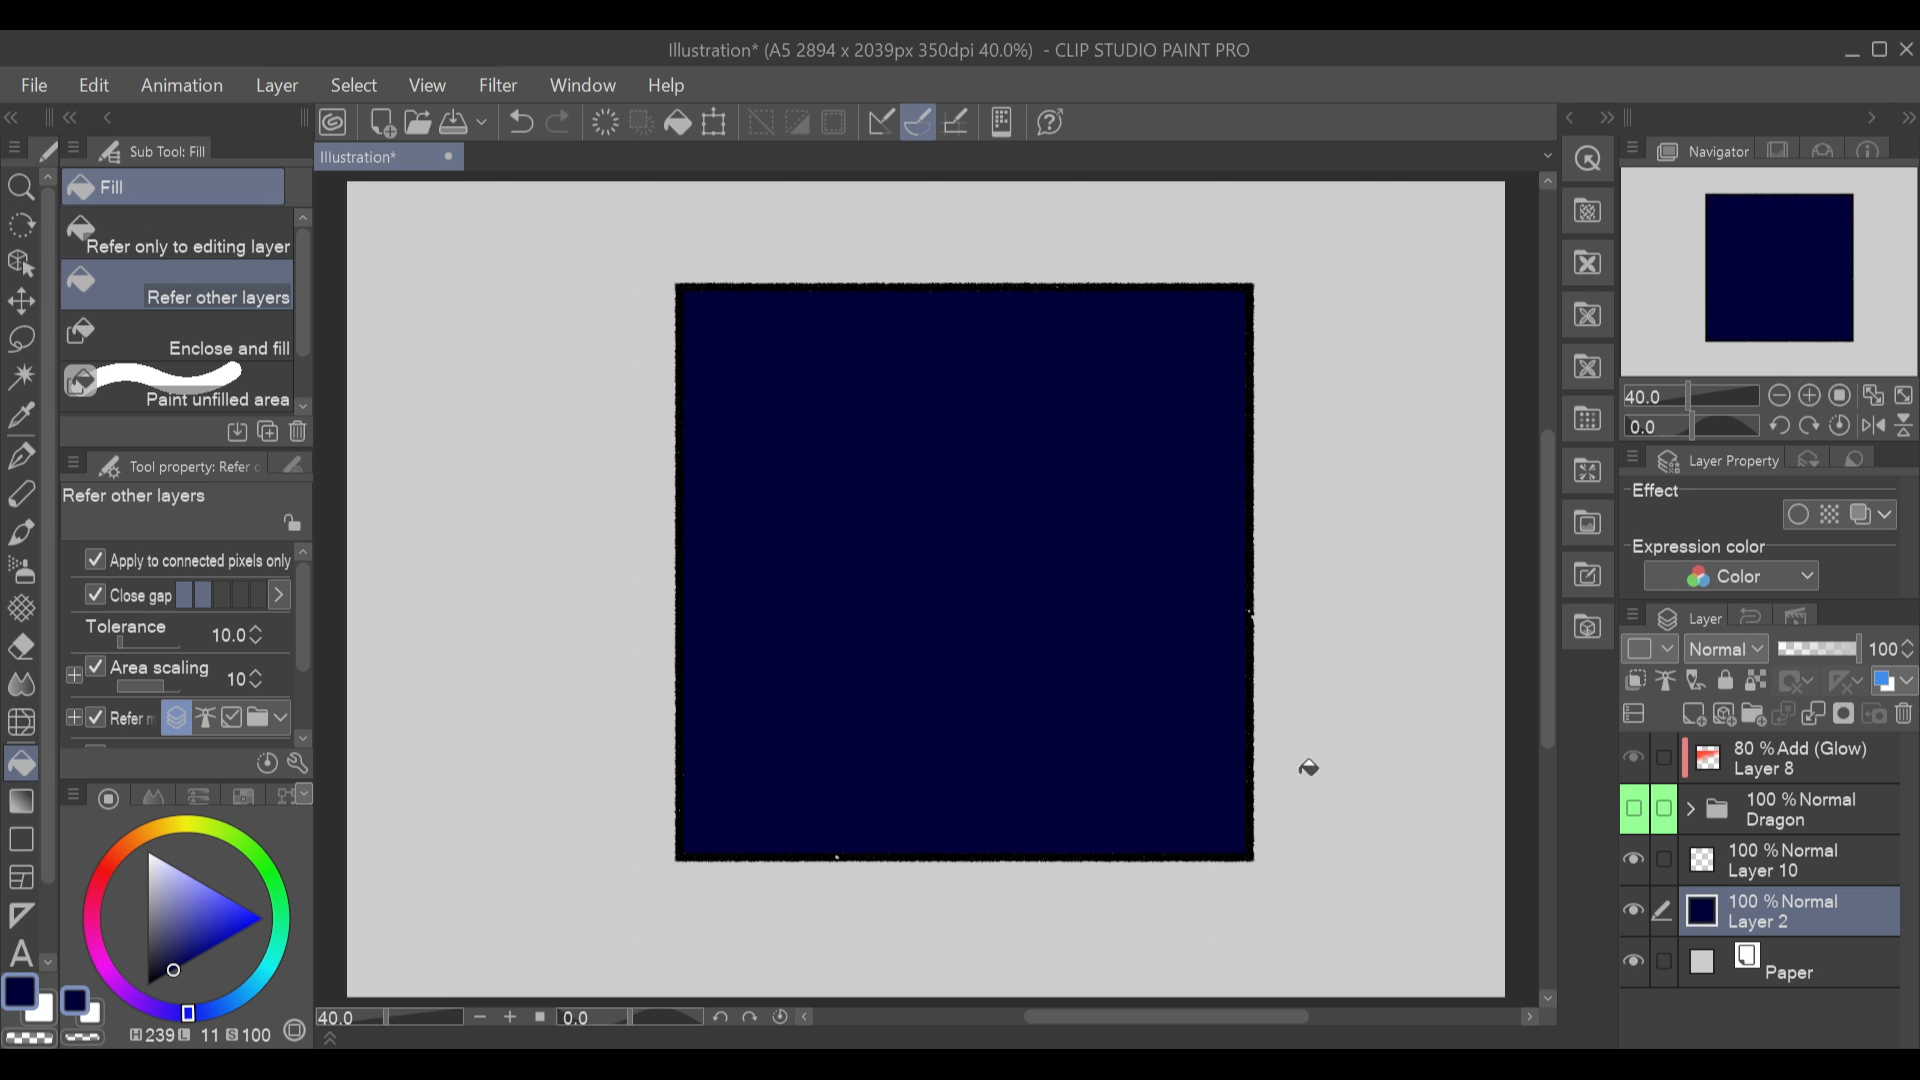 Illustration* (A5 2894 x 2039px 350dpi 40.0%) - CLIP STUDIO PAINT PRO
File Edit Animation Layer Select View Filter Window Help
Sub Tool: Fill
Fill
Refer only to editing layer
Refer other layers
Enclose and fill
Paint unfilled area
Tool property: Refer
Refer other layers
Apply to connected pixels only
Close gap
Tolerance 10.0
Area scaling 10
Refer
H 239 L 11 S 100
Illustration*
40.0 0.0
Navigator
40.0
0.0
Layer Property
Effect
Expression color
Color
Layer
Normal 100
80 % Add (Glow)
Layer 8
100 % Normal
Dragon
100 % Normal
Layer 10
100 % Normal
Layer 2
Paper